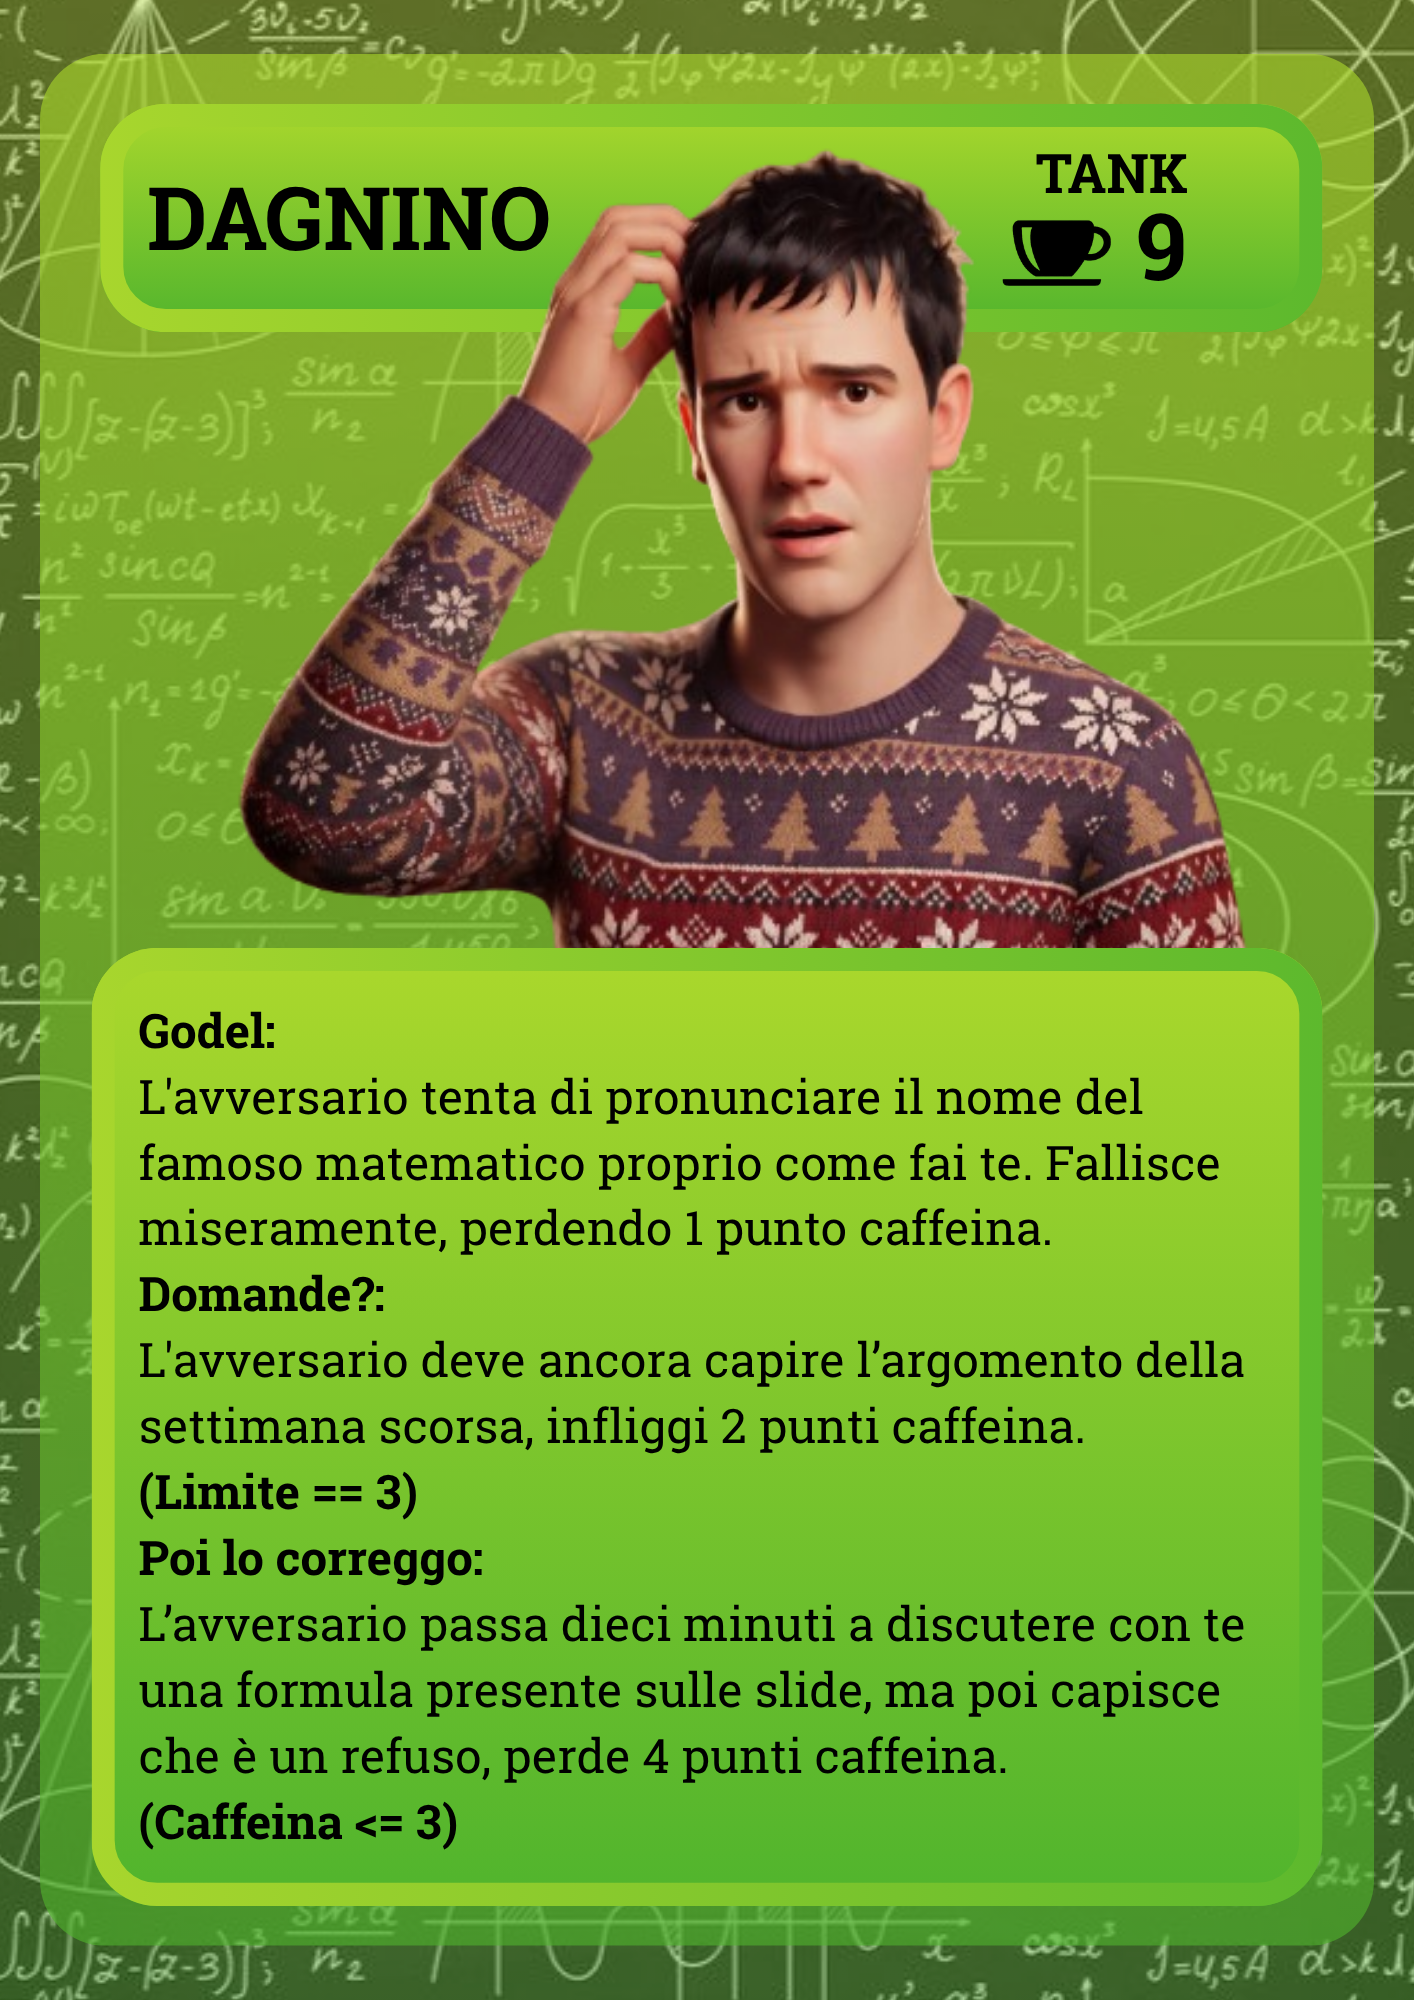 DAGNINO
TANK
9
Godel:
L'avversario tenta di pronunciare il nome del
famoso matematico proprio come fai te. Fallisce
miseramente, perdendo 1 punto caffeina.
Domande?:
L'avversario deve ancora capire l’argomento della
settimana scorsa, infliggi 2 punti caffeina.
(Limite == 3)
Poi lo correggo:
L’avversario passa dieci minuti a discutere con te
una formula presente sulle slide, ma poi capisce
che è un refuso, perde 4 punti caffeina.
(Caffeina <= 3)